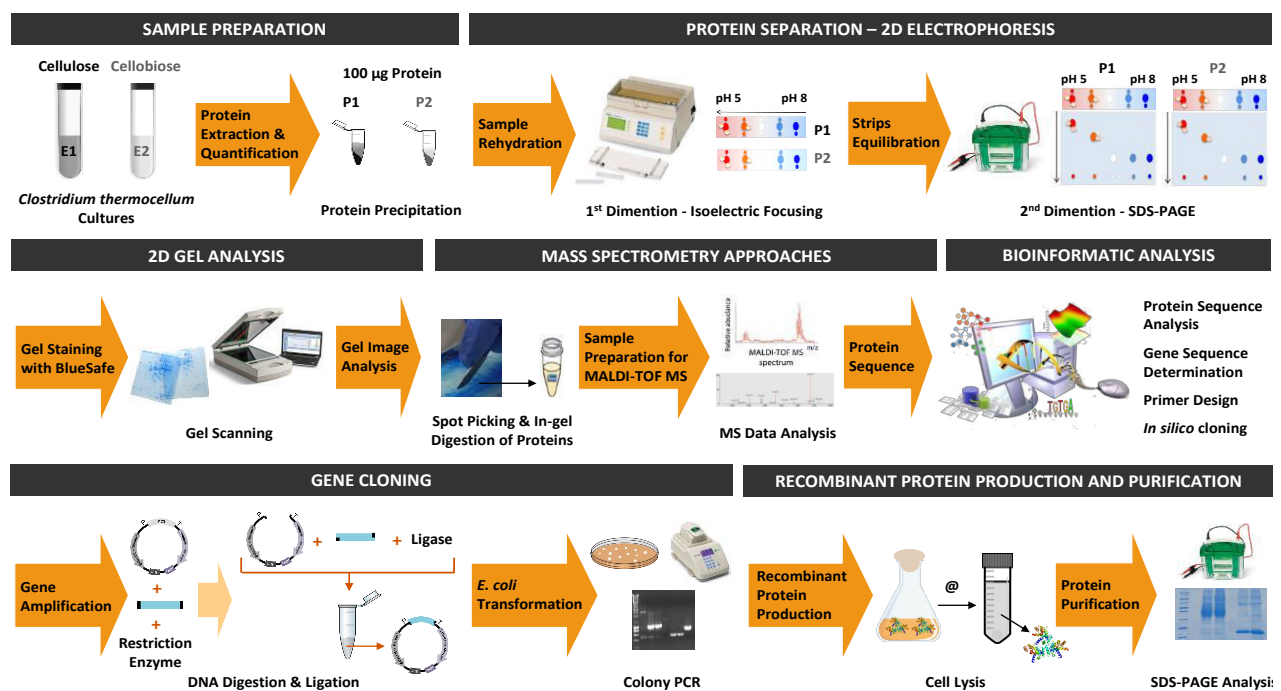 SAMPLE PREPARATION
PROTEIN SEPARATION – 2D ELECTROPHORESIS
Cellulose Cellobiose
E1 E2
Clostridium thermocellum
Cultures
Protein
Extraction &
Quantification
100 µg Protein
P1 P2
Protein Precipitation
Sample
Rehydration
pH 5 pH 8
P1
P2
1st Dimention - Isoelectric Focusing
Strips
Equilibration
P1
pH 5 pH 8
P2
pH 5 pH 8
2nd Dimention - SDS-PAGE
2D GEL ANALYSIS
MASS SPECTROMETRY APPROACHES
BIOINFORMATIC ANALYSIS
Gel Staining
with BlueSafe
Gel Scanning
Gel Image
Analysis
Spot Picking & In-gel
Digestion of Proteins
Sample
Preparation for
MALDI-TOF MS
Relative abutance
m/z
MALDI-TOF MS
spectrum
MS Data Analysis
Protein
Sequence
TGTGA
Protein Sequence
Analysis
Gene Sequence
Determination
Primer Design
In silico cloning
GENE CLONING
RECOMBINANT PROTEIN PRODUCTION AND PURIFICATION
Gene
Amplification
+
+
Restriction
Enzyme
+ + Ligase
DNA Digestion & Ligation
E. coli
Transformation
Colony PCR
Recombinant
Protein
Production
@
Cell Lysis
Protein
Purification
SDS-PAGE Analysis